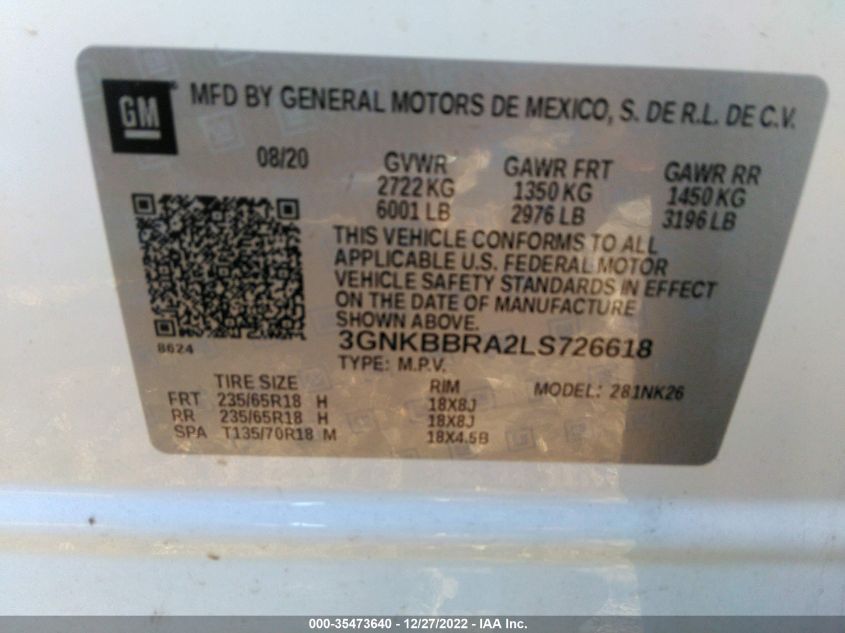 GM
MFD BY GENERAL MOTORS DE MEXICO, S. DE R.L. DE C.V.
08/20 GVWR GAWR FRT GAWR RR
2722 KG 1350 KG 1450 KG
6001 LB 2976 LB 3196 LB
THIS VEHICLE CONFORMS TO ALL
APPLICABLE U.S. FEDERAL MOTOR
VEHICLE SAFETY STANDARDS IN EFFECT
ON THE DATE OF MANUFACTURE
SHOWN ABOVE.
8624
3GNKBBRA2LS726618
TYPE: M.P.V.
TIRE SIZE RIM MODEL: 281NK26
FRT 235/65R18 H 18X8J
RR 235/65R18 H 18X8J
SPA T135/70R18 M 18X4.5B
000-35473640 - 12/27/2022 - IAA Inc.